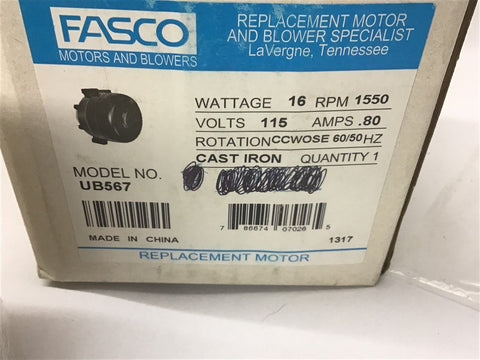 FASCO
MOTORS AND BLOWERS
REPLACEMENT MOTOR
AND BLOWER SPECIALIST
LaVergne, Tennessee
WATTAGE 16 RPM 1550
VOLTS 115 AMPS .80
ROTATION CCWOSE 60/50 HZ
CAST IRON QUANTITY 1
MODEL NO.
UB567
7 86674 07026 5
MADE IN CHINA
1317
REPLACEMENT MOTOR